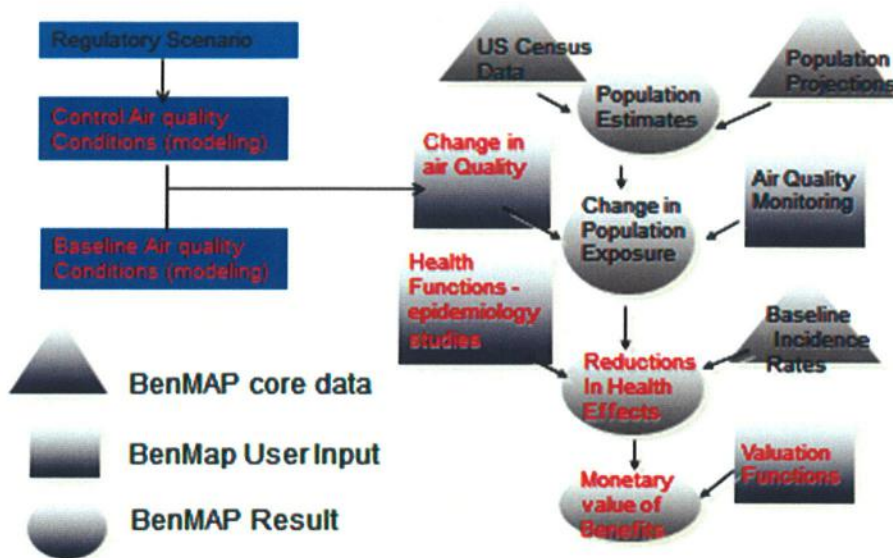 Regulatory Scenario
Control Air quality
Conditions (modeling)
Baseline Air quality
Conditions (modeling)
US Census
Data
Population
Projections
Population
Estimates
Change in
air Quality
Change in
Population
Exposure
Air Quality
Monitoring
Health
Functions -
epidemiology
studies
Baseline
Incidence
Rates
Reductions
In Health
Effects
Monetary
value of
Benefits
Valuation
Functions
BenMAP core data
BenMap User Input
BenMAP Result